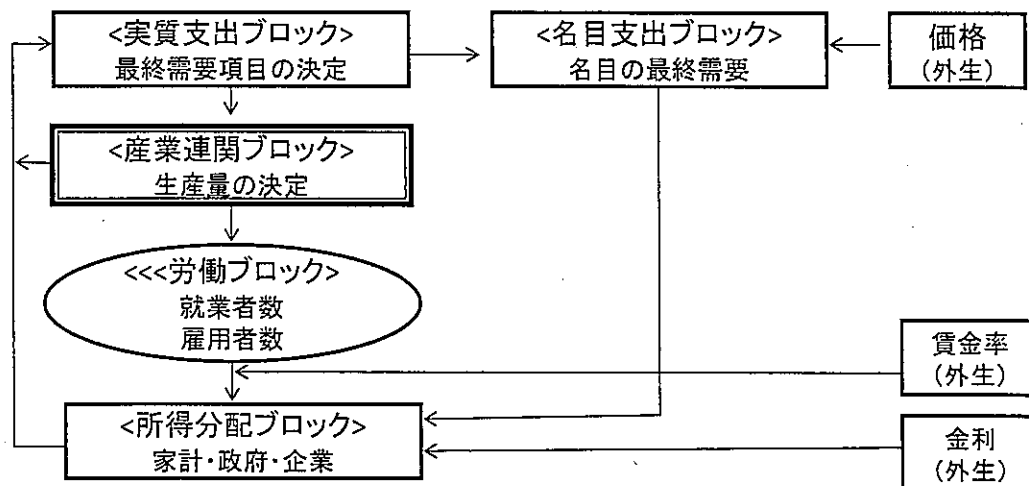 <実質支出ブロック>
最終需要項目の決定
<名目支出ブロック>
名目の最終需要
価格
(外生)
<産業連関ブロック>
生産量の決定
<<<労働ブロック>
就業者数
雇用者数
賃金率
(外生)
<所得分配ブロック>
家計・政府・企業
金利
(外生)